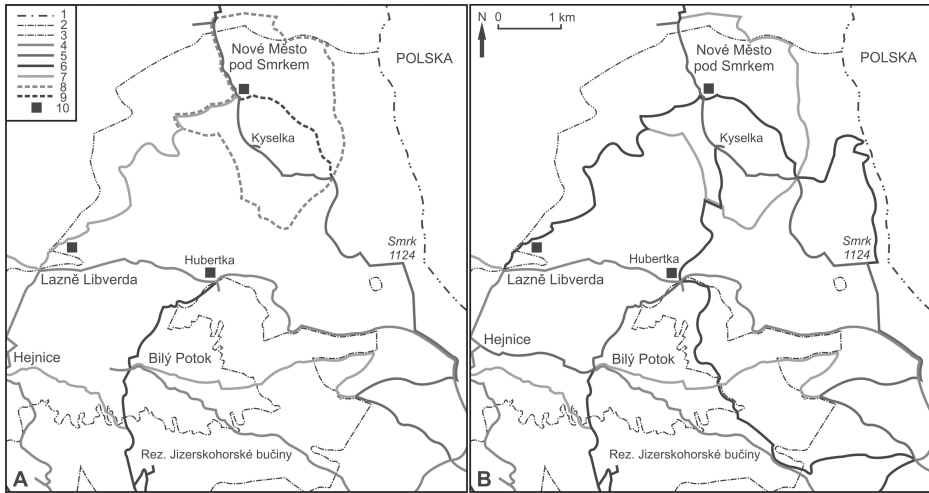 1
2
3
4
5
6
7
8
9
10
Nové Město
pod Smrkem
POLSKA
Kyselka
Smrk
1124
Hubertka
Lazně Libverda
Hejnice
Bilý Potok
Rez. Jizerskohorské bučiny
A
N
0 1 km
Nové Město
pod Smrkem
POLSKA
Kyselka
Smrk
1124
Hubertka
Lazně Libverda
Hejnice
Bilý Potok
Rez. Jizerskohorské bučiny
B